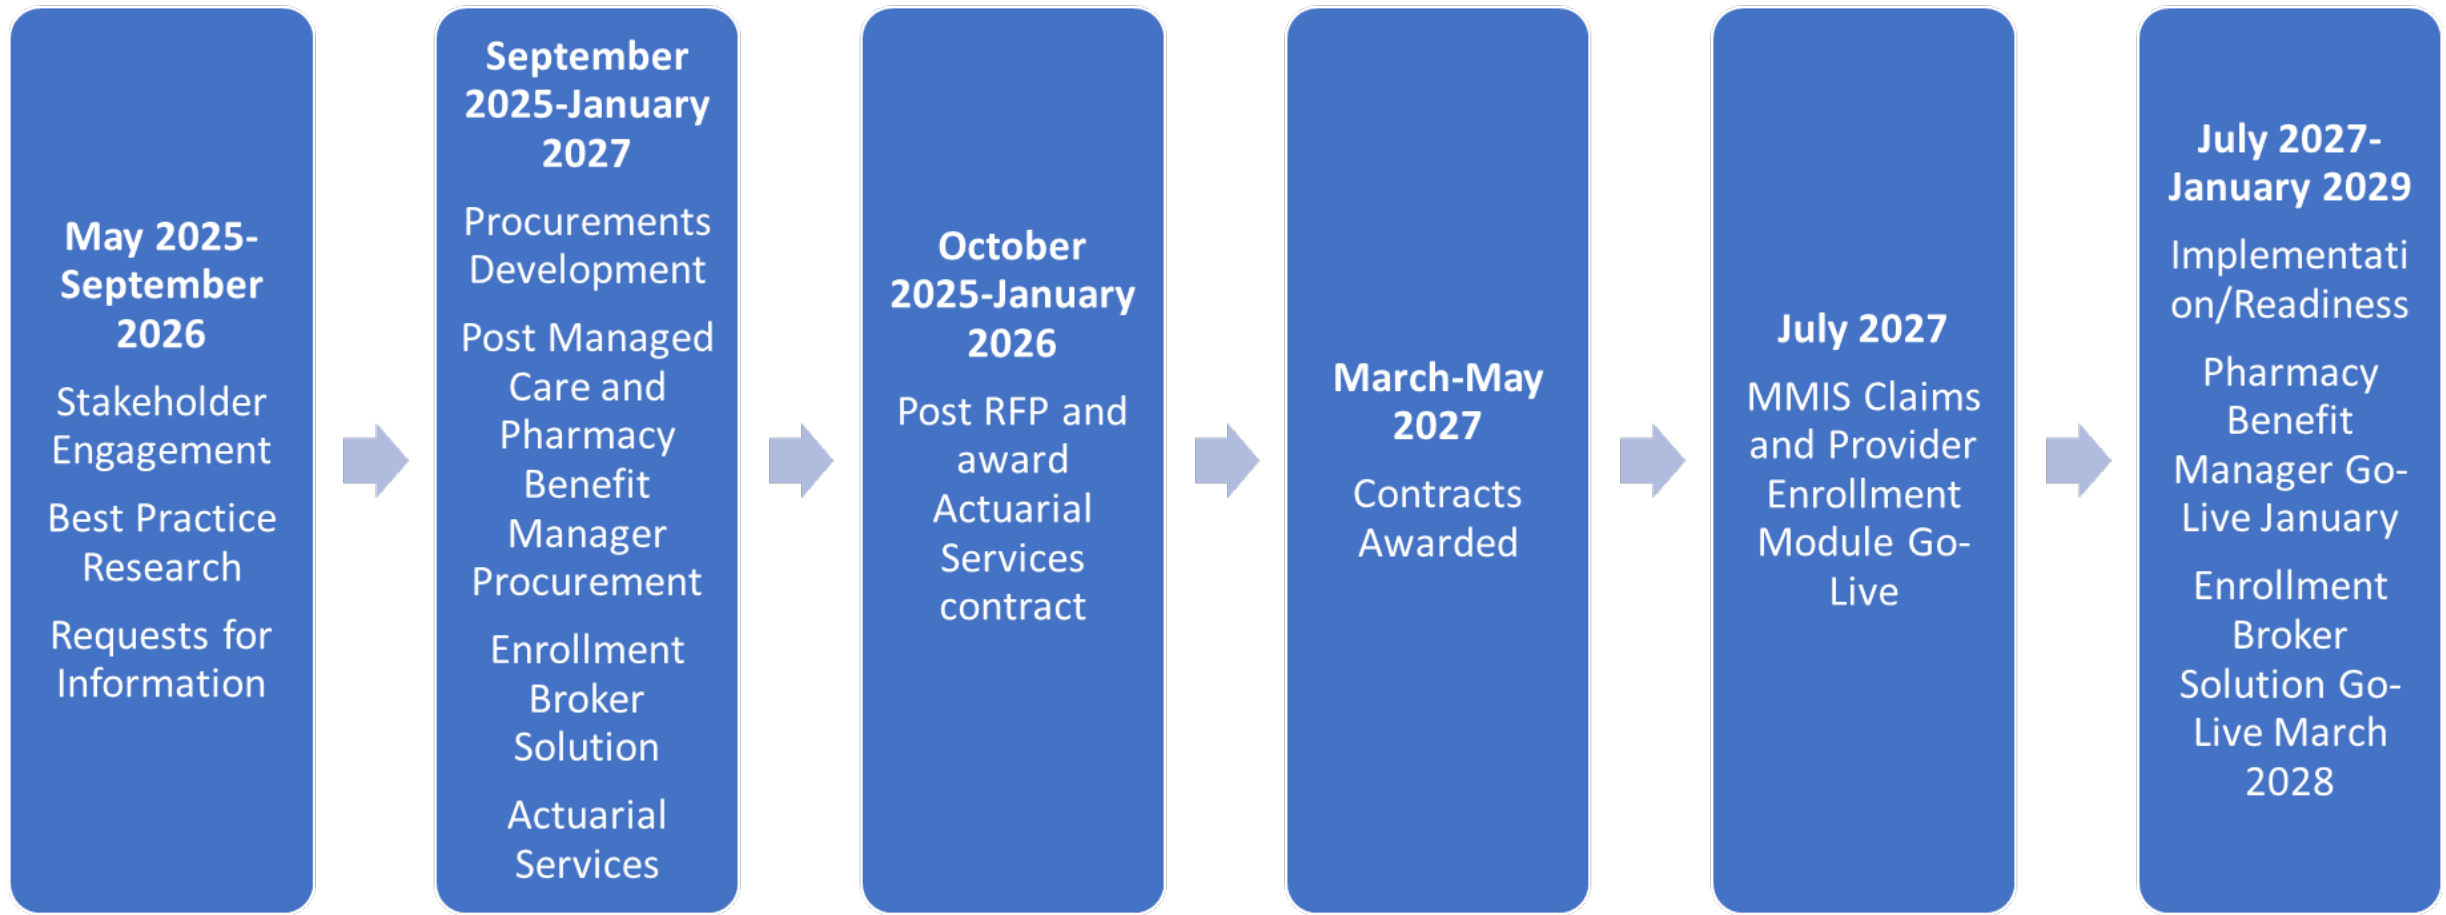 May 2025-
September
2026
Stakeholder
Engagement
Best Practice
Research
Requests for
Information
September
2025-January
2027
Procurements
Development
Post Managed
Care and
Pharmacy
Benefit
Manager
Procurement
Enrollment
Broker
Solution
Actuarial
Services
October
2025-January
2026
Post RFP and
award
Actuarial
Services
contract
March-May
2027
Contracts
Awarded
July 2027
MMIS Claims
and Provider
Enrollment
Module Go-
Live
July 2027-
January 2029
Implementati
on/Readiness
Pharmacy
Benefit
Manager Go-
Live January
Enrollment
Broker
Solution Go-
Live March
2028